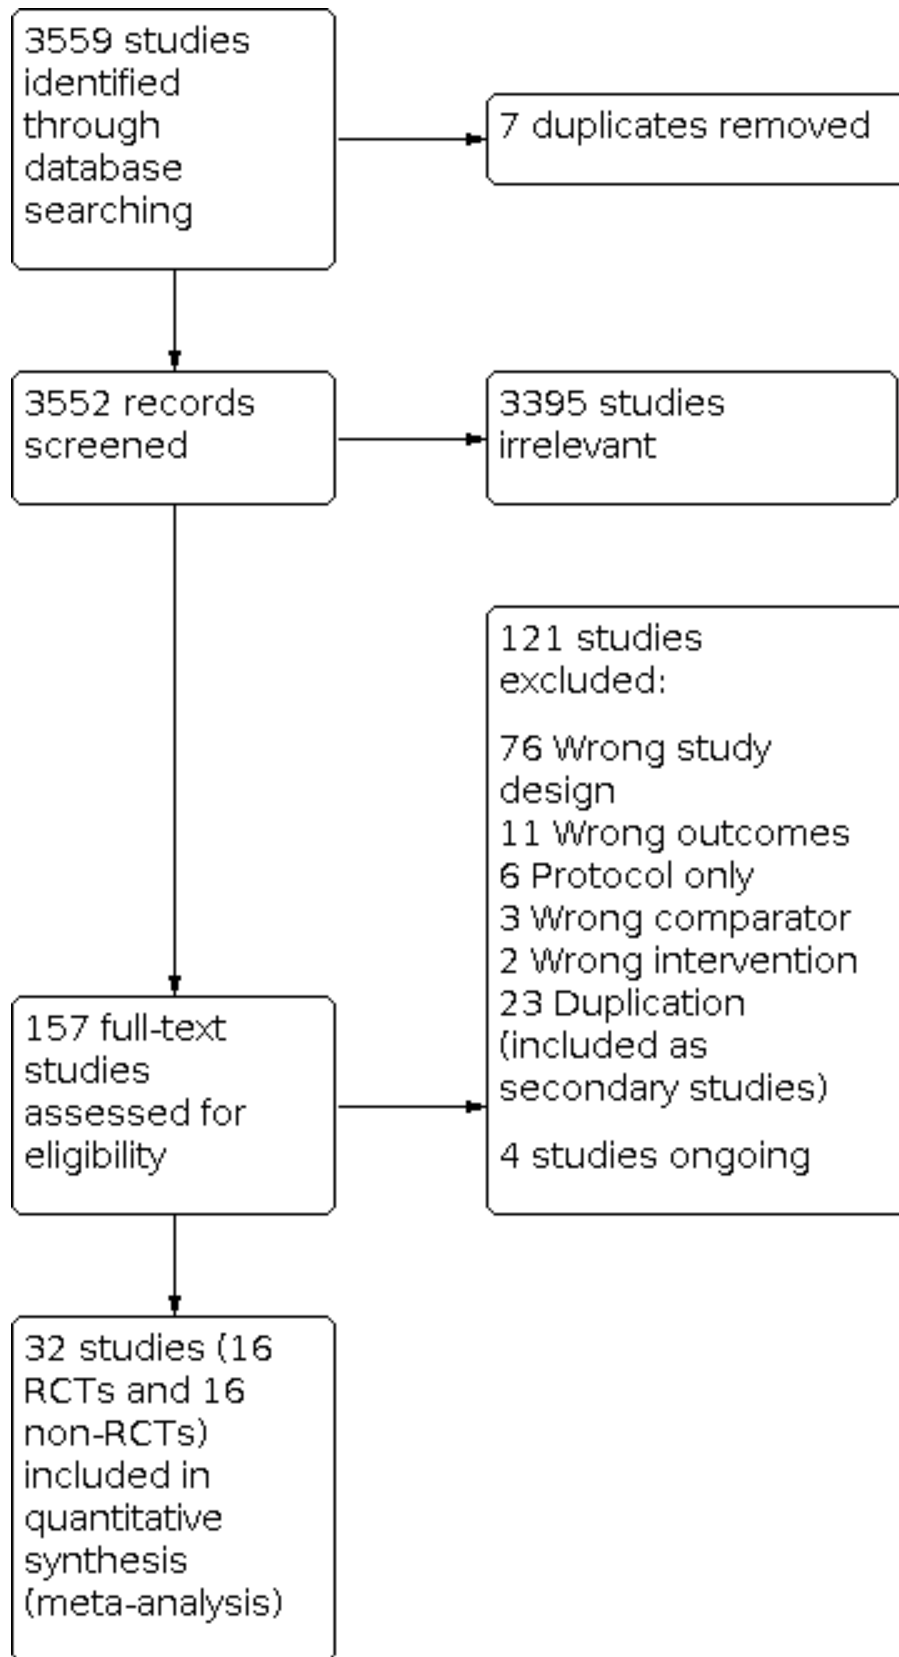 3559 studies
identified
through
database
searching
7 duplicates removed
3552 records
screened
3395 studies
irrelevant
121 studies
excluded:
76 Wrong study
design
11 Wrong outcomes
6 Protocol only
3 Wrong comparator
2 Wrong intervention
23 Duplication
(included as
secondary studies)
4 studies ongoing
157 full-text
studies
assessed for
eligibility
32 studies (16
RCTs and 16
non-RCTs)
included in
quantitative
synthesis
(meta-analysis)